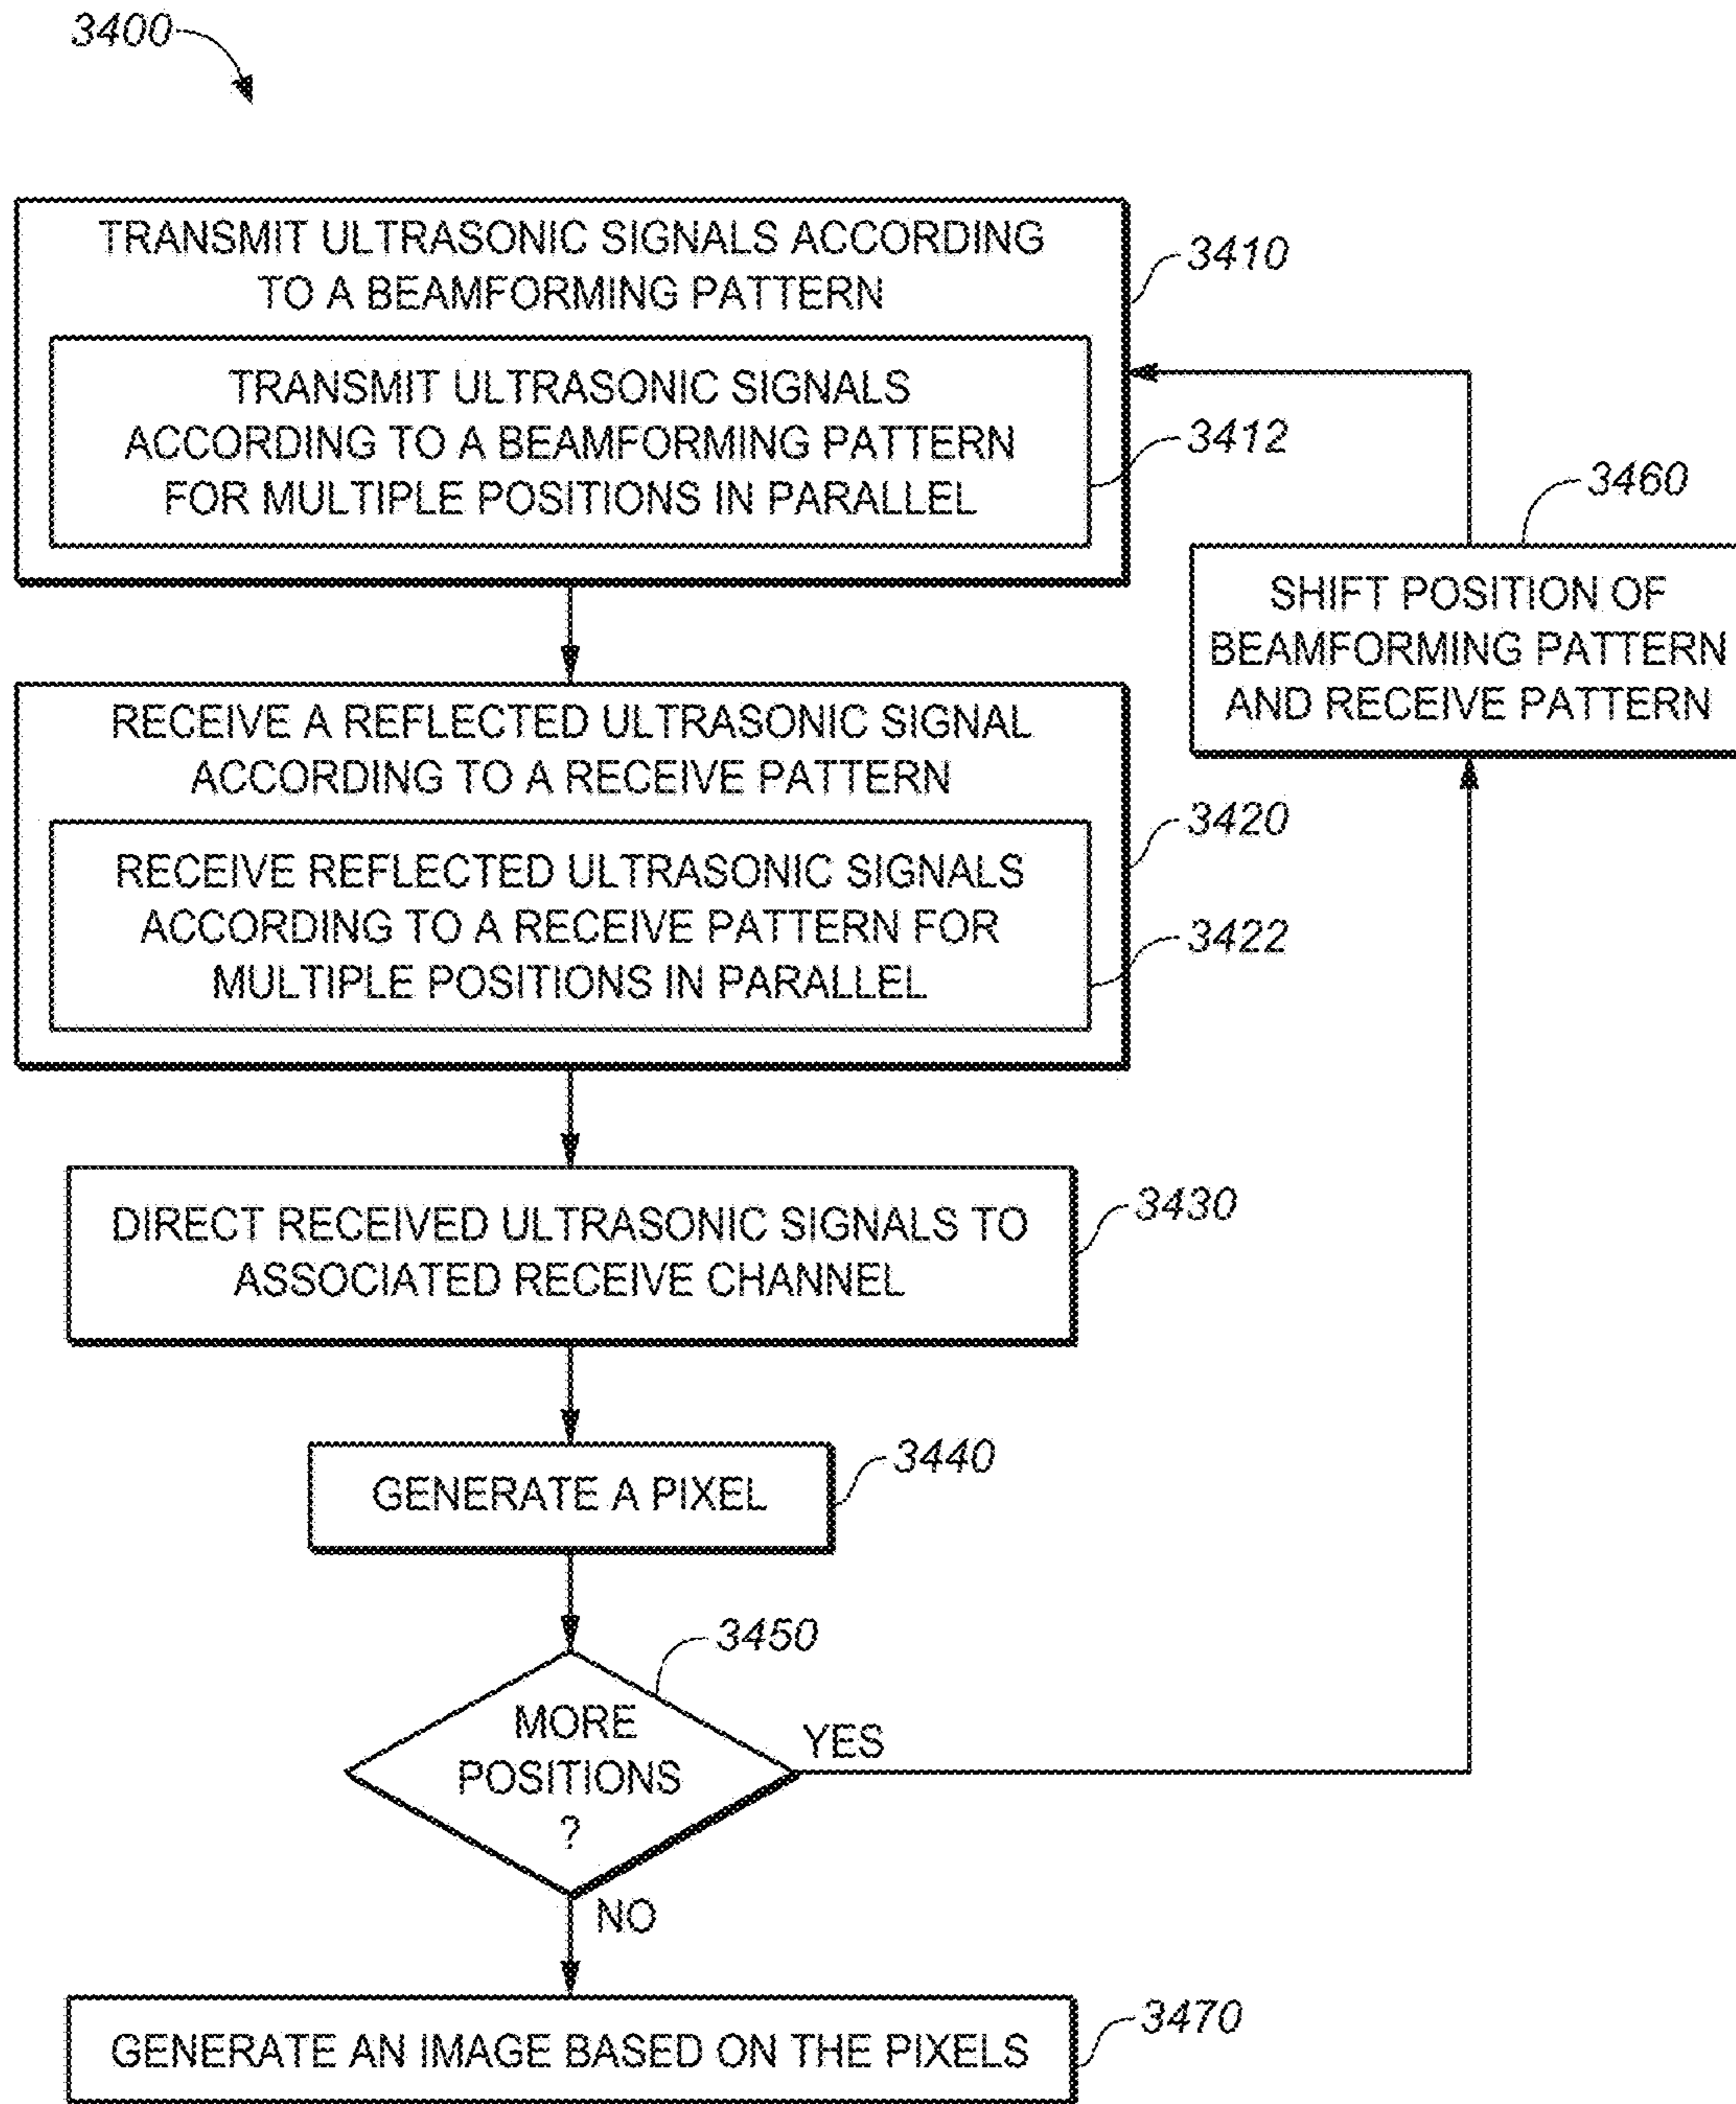 3400
TRANSMIT ULTRASONIC SIGNALS ACCORDING
TO A BEAMFORMING PATTERN
3410
TRANSMIT ULTRASONIC SIGNALS
ACCORDING TO A BEAMFORMING PATTERN
FOR MULTIPLE POSITIONS IN PARALLEL
3412
3460
SHIFT POSITION OF
BEAMFORMING PATTERN
AND RECEIVE PATTERN
RECEIVE A REFLECTED ULTRASONIC SIGNAL
ACCORDING TO A RECEIVE PATTERN
3420
RECEIVE REFLECTED ULTRASONIC SIGNALS
ACCORDING TO A RECEIVE PATTERN FOR
MULTIPLE POSITIONS IN PARALLEL
3422
DIRECT RECEIVED ULTRASONIC SIGNALS TO
ASSOCIATED RECEIVE CHANNEL
3430
GENERATE A PIXEL
3440
3450
MORE
POSITIONS
?
YES
NO
GENERATE AN IMAGE BASED ON THE PIXELS
3470